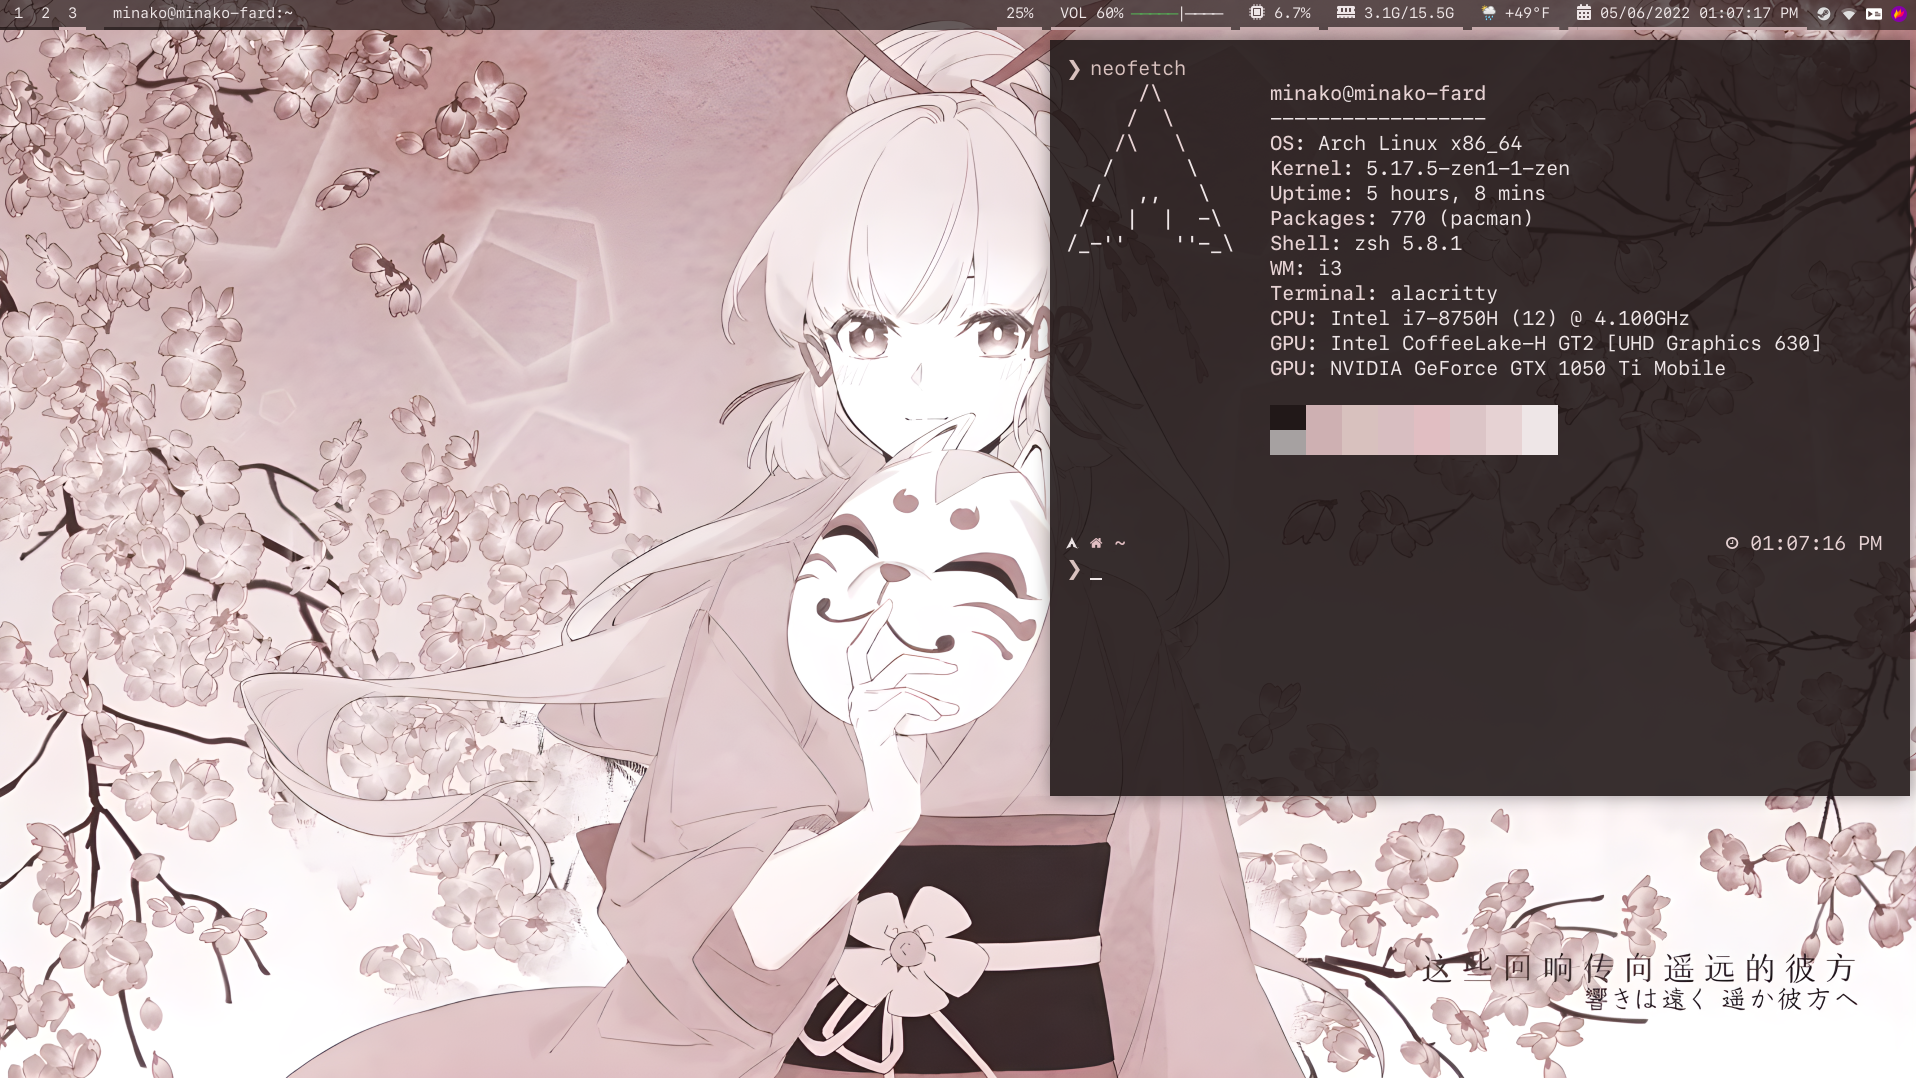 1 2 3 minako@minako-fard:~ 25% VOL 60% 6.7% 3.1G/15.5G +49°F 05/06/2022 01:07:17 PM
❯ neofetch
minako@minako-fard
------------------
OS: Arch Linux x86_64
Kernel: 5.17.5-zen1-1-zen
Uptime: 5 hours, 8 mins
Packages: 770 (pacman)
Shell: zsh 5.8.1
WM: i3
Terminal: alacritty
CPU: Intel i7-8750H (12) @ 4.100GHz
GPU: Intel CoffeeLake-H GT2 [UHD Graphics 630]
GPU: NVIDIA GeForce GTX 1050 Ti Mobile
~ 01:07:16 PM
❯ _
这些回响传向遥远的彼方
響きは遠く 遥か彼方へ